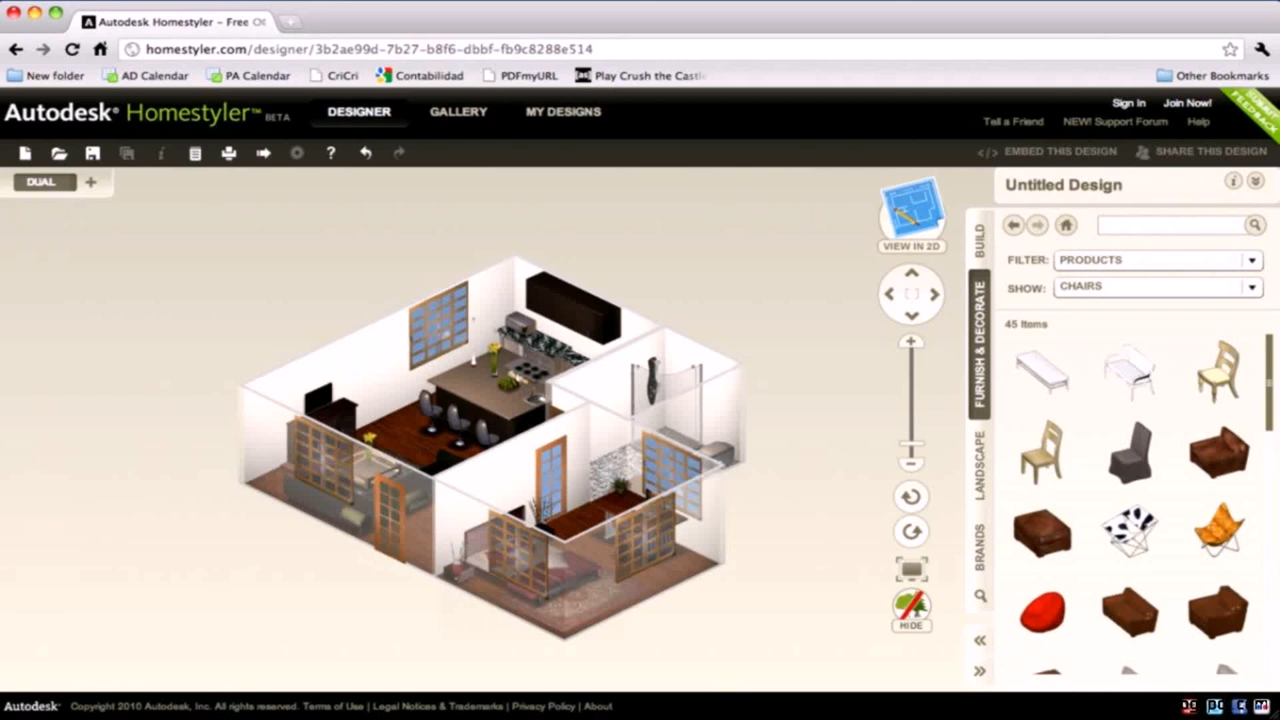 Autodesk Homestyler – Free
homestyler.com/designer/3b2ae99d-7b27-b8f6-dbbf-fb9c8288e514
New folder AD Calendar PA Calendar CriCri Contabilidad PDFmyURL Play Crush the Castle Other Bookmarks
Autodesk® Homestyler™ BETA DESIGNER GALLERY MY DESIGNS
Sign In Join Now!
Tell a Friend NEW! Support Forum Help
FEEDBACK
</> EMBED THIS DESIGN SHARE THIS DESIGN
DUAL +
Untitled Design
VIEW IN 2D
BUILD
FILTER: PRODUCTS
SHOW: CHAIRS
FURNISH & DECORATE
45 Items
LANDSCAPE
BRANDS
HIDE
Autodesk® Copyright 2010 Autodesk, Inc. All rights reserved. Terms of Use | Legal Notices & Trademarks | Privacy Policy | About